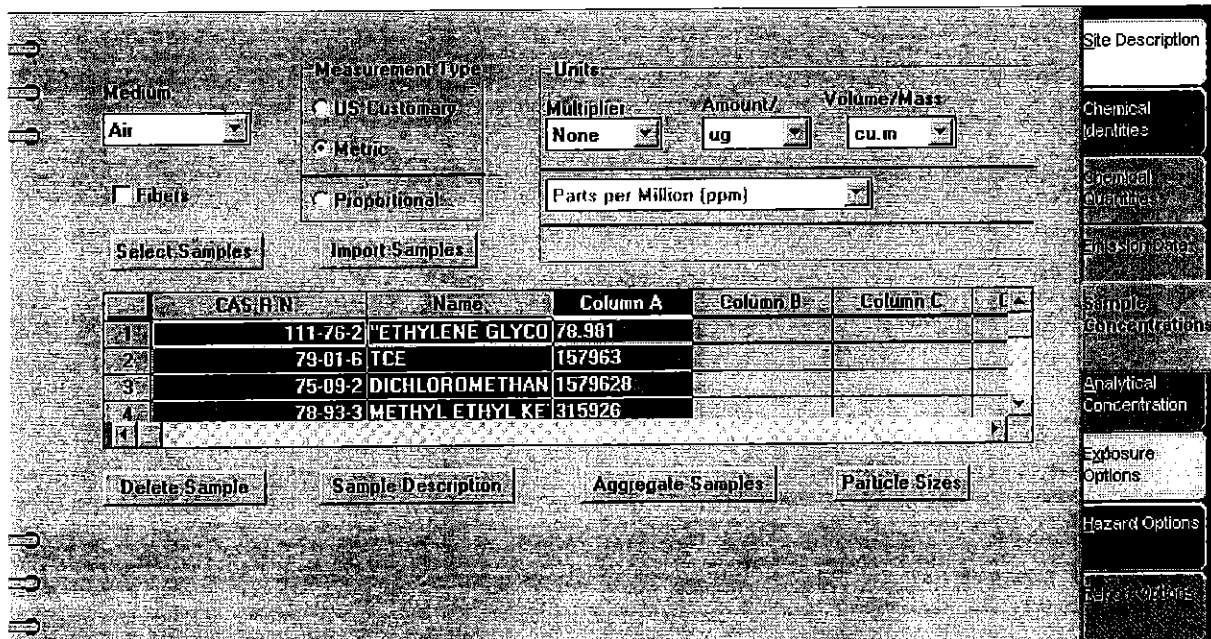 Site Description
Measurement Type
Units
Medium
US Customary
Multiplier
Amount/
Volume/Mass
Chemical
Identities
Air
None
ug
cu.m
Metric
Fibers
Proportional
Parts per Million (ppm)
Chemical
Quantities
Select Samples
Import Samples
Emission Data
CAS R N
Name
Column A
Column B
Column C
Sample
Concentrations
1
111-76-2
"ETHYLENE GLYCO
78.981
2
79-01-6
TCE
157963
3
75-09-2
DICHLOROMETHAN
1579628
4
78-93-3
METHYL ETHYL KE
315926
Analytical
Concentration
Exposure
Options
Delete Sample
Sample Description
Aggregate Samples
Particle Sizes
Hazard Options
Report Options